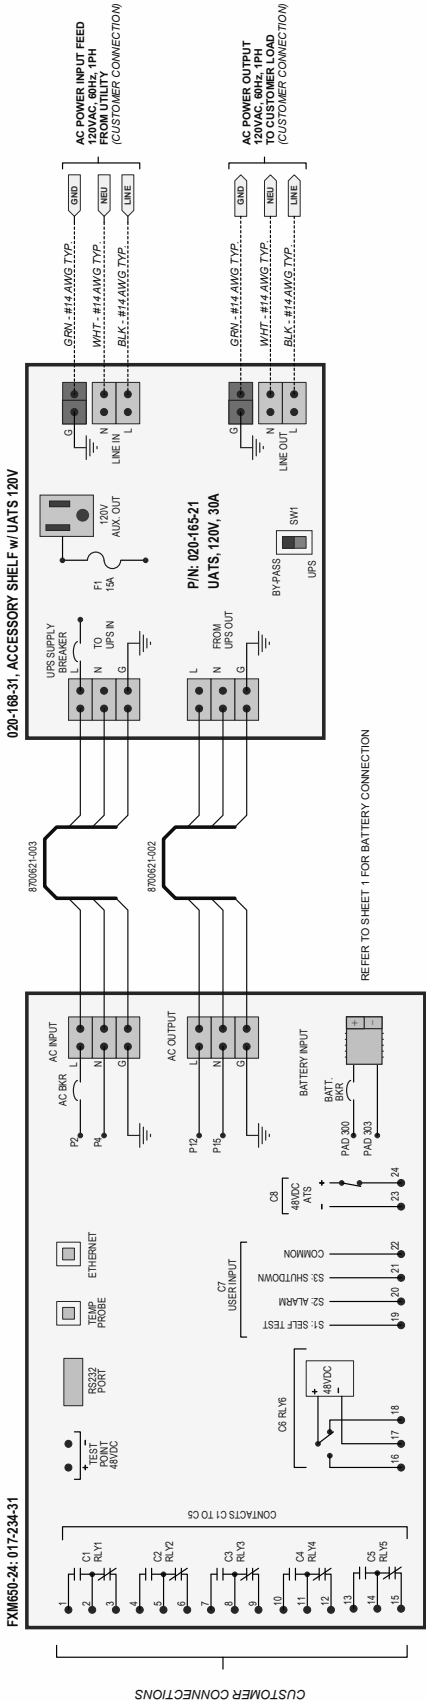 FXM650-24: 017-234-31
CUSTOMER CONNECTIONS
1
2
3
C1
RLY1
4
5
6
C2
RLY2
7
8
9
C3
RLY3
10
11
12
C4
RLY4
13
14
15
C5
RLY5
CONTACTS C1 TO C5
+ -
TEST
POINT
48VDC
RS232
PORT
TEMP
PROBE
ETHERNET
C6 RLY6
+
-
48VDC
16
17
18
C7
USER INPUT
S1: SELF TEST
S2: ALARM
S3: SHUTDOWN
COMMON
19
20
21
22
C8
48VDC
ATS
- +
23
24
AC INPUT
AC BKR
P2
P4
L
N
G
AC OUTPUT
P12
P15
L
N
G
BATTERY INPUT
BATT.
BKR
PAD 300
PAD 303
+
-
REFER TO SHEET 1 FOR BATTERY CONNECTION
8700621-003
8700621-002
020-168-31, ACCESSORY SHELF w/ UATS 120V
UPS SUPPLY
BREAKER
L
N
G
TO
UPS IN
L
N
G
FROM
UPS OUT
F1
15A
120V
AUX. OUT
P/N: 020-165-21
UATS, 120V, 30A
BY-PASS
SW1
UPS
G
N
L
LINE IN
G
N
L
LINE OUT
GRN - #14 AWG TYP.
WHT - #14 AWG TYP.
BLK - #14 AWG TYP.
GND
NEU
LINE
AC POWER INPUT FEED
120VAC, 60Hz, 1PH
FROM UTILITY
(CUSTOMER CONNECTION)
GRN - #14 AWG TYP.
WHT - #14 AWG TYP.
BLK - #14 AWG TYP.
GND
NEU
LINE
AC POWER OUTPUT
120VAC, 60Hz, 1PH
TO CUSTOMER LOAD
(CUSTOMER CONNECTION)